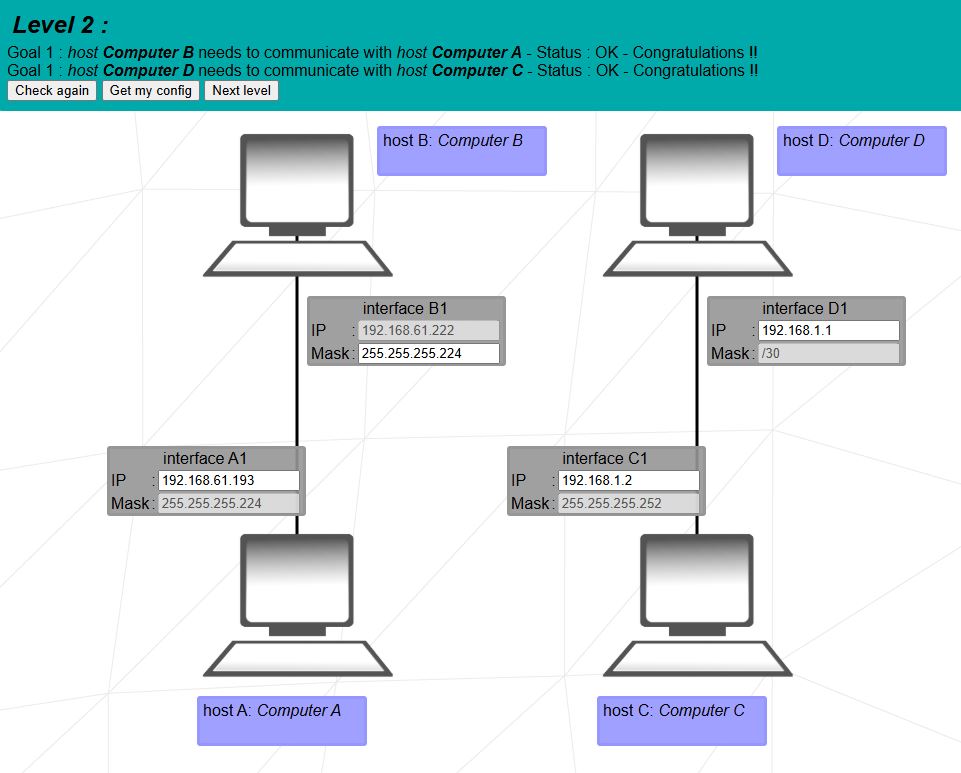 Level 2 :
Goal 1 : host Computer B needs to communicate with host Computer A - Status : OK - Congratulations !!
Goal 1 : host Computer D needs to communicate with host Computer C - Status : OK - Congratulations !!
Check again Get my config Next level
host B: Computer B
host D: Computer D
interface B1
IP : 192.168.61.222
Mask : 255.255.255.224
interface D1
IP : 192.168.1.1
Mask : /30
interface A1
IP : 192.168.61.193
Mask : 255.255.255.224
interface C1
IP : 192.168.1.2
Mask : 255.255.255.252
host A: Computer A
host C: Computer C